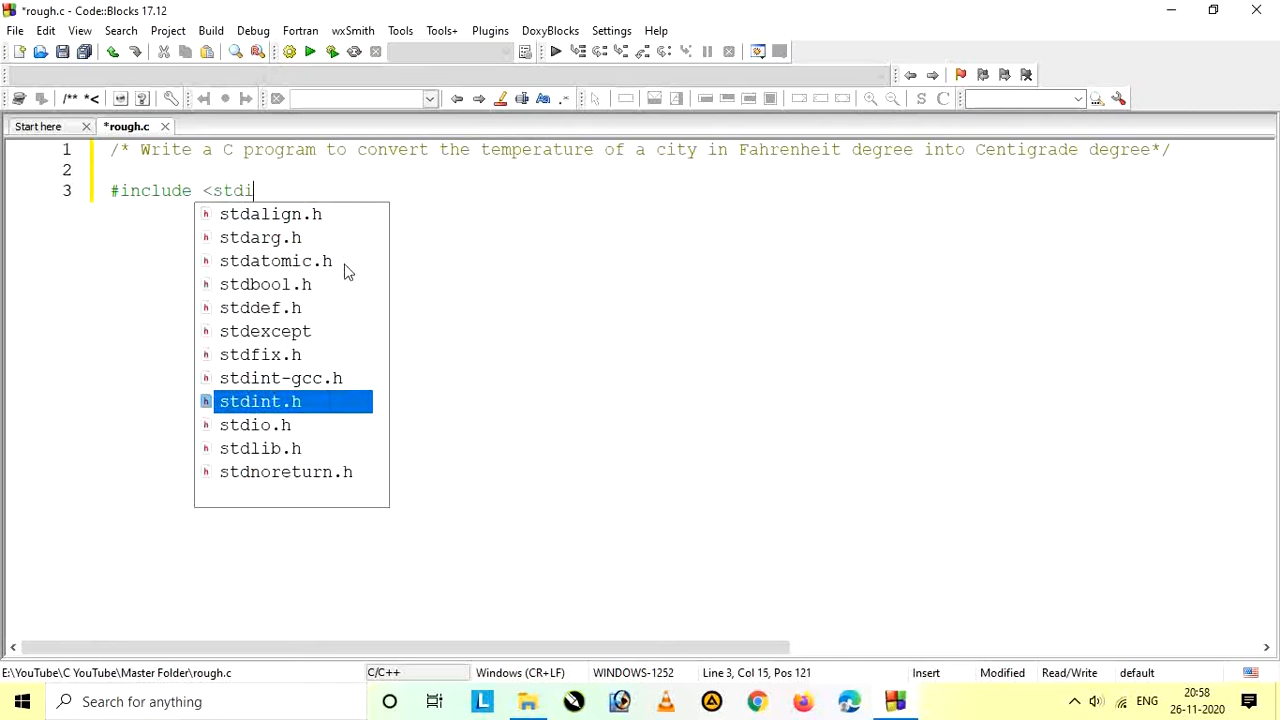 *rough.c - Code::Blocks 17.12
File Edit View Search Project Build Debug Fortran wxSmith Tools Tools+ Plugins DoxyBlocks Settings Help
/** *<
S C
Start here *rough.c
1 /* Write a C program to convert the temperature of a city in Fahrenheit degree into Centigrade degree*/
2
3 #include <stdi
stdalign.h
stdarg.h
stdatomic.h
stdbool.h
stddef.h
stdexcept
stdfix.h
stdint-gcc.h
stdint.h
stdio.h
stdlib.h
stdnoreturn.h
E:\YouTube\C YouTube\Master Folder\rough.c C/C++ Windows (CR+LF) WINDOWS-1252 Line 3, Col 15, Pos 121 Insert Modified Read/Write default
Search for anything L ENG 20:58
26-11-2020